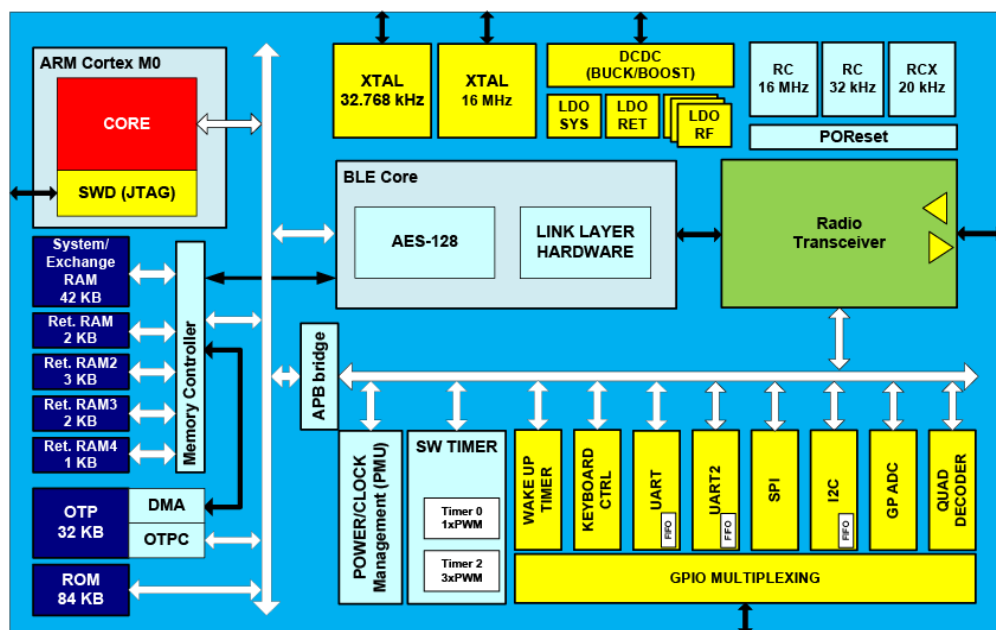 ARM Cortex M0
CORE
SWD (JTAG)
XTAL
32.768 kHz
XTAL
16 MHz
DCDC
(BUCK/BOOST)
LDO
SYS
LDO
RET
LDO
RF
RC
16 MHz
RC
32 kHz
RCX
20 kHz
POReset
BLE Core
AES-128
LINK LAYER
HARDWARE
Radio
Transceiver
System/
Exchange
RAM
42 KB
Ret. RAM
2 KB
Ret. RAM2
3 KB
Ret. RAM3
2 KB
Ret. RAM4
1 KB
Memory Controller
OTP
32 KB
DMA
OTPC
ROM
84 KB
APB bridge
POWER/CLOCK
Management (PMU)
SW TIMER
Timer 0
1xPWM
Timer 2
3xPWM
WAKE UP
TIMER
KEYBOARD
CTRL
UART
FIFO
UART2
FIFO
SPI
I2C
FIFO
GP ADC
QUAD
DECODER
GPIO MULTIPLEXING